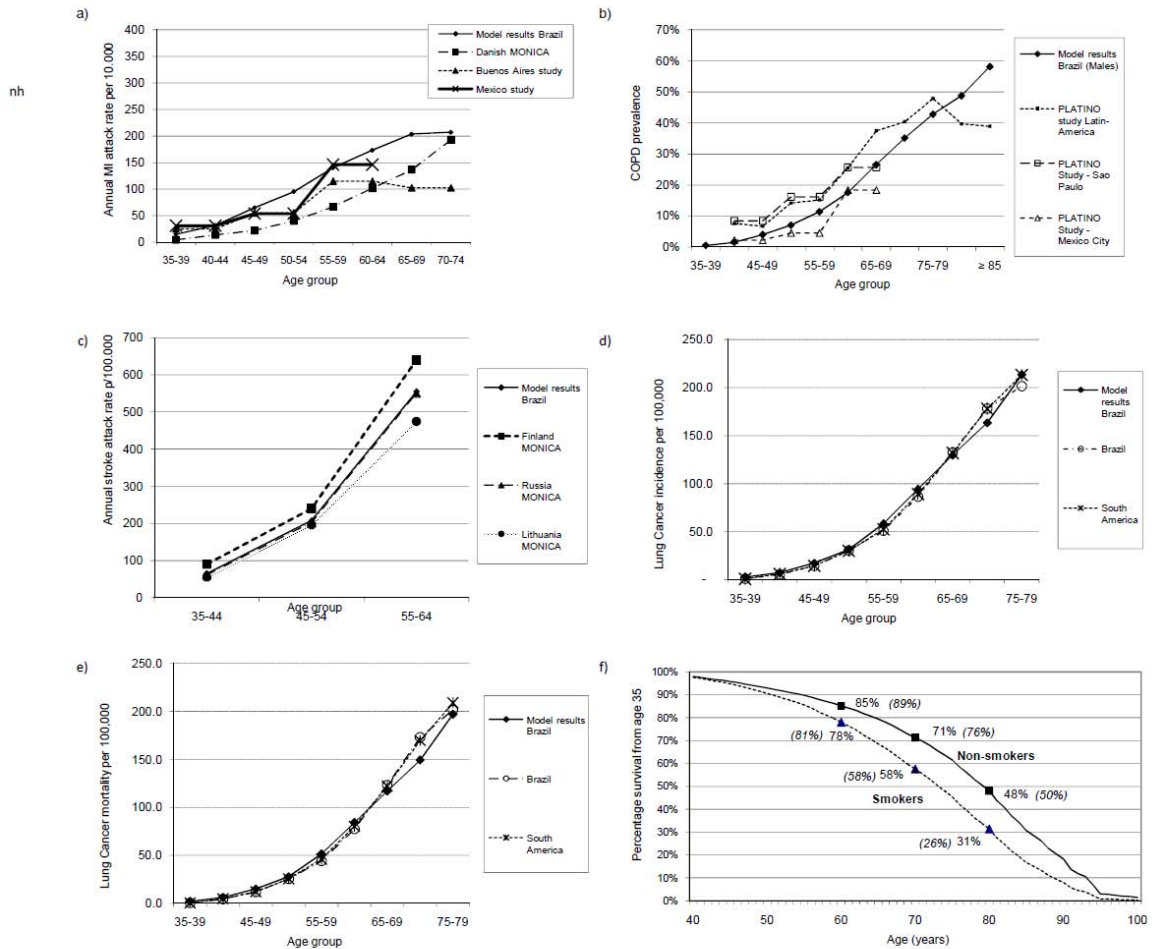 nh
a)
Annual MI attack rate per 10.000
400
350
300
250
200
150
100
50
0
35-39 40-44 45-49 50-54 55-59 60-64 65-69 70-74
Age group
Model results Brazil
Danish MONICA
Buenos Aires study
Mexico study
b)
COPD prevalence
70%
60%
50%
40%
30%
20%
10%
0%
35-39 45-49 55-59 65-69 75-79 ≥ 85
Age group
Model results
Brazil (Males)
PLATINO
study Latin-
America
PLATINO
Study - Sao
Paulo
PLATINO
Study -
Mexico City
c)
Annual stroke attack rate p/100.000
700
600
500
400
300
200
100
0
35-44 45-54 55-64
Age group
Model results
Brazil
Finland
MONICA
Russia
MONICA
Lithuania
MONICA
d)
Lung Cancer incidence per 100,000
250.0
200.0
150.0
100.0
50.0
-
35-39 45-49 55-59 65-69 75-79
Age group
Model
results
Brazil
Brazil
South
America
e)
Lung Cancer mortality per 100,000
250.0
200.0
150.0
100.0
50.0
0.0
35-39 45-49 55-59 65-69 75-79
Age group
Model results
Brazil
Brazil
South
America
f)
Percentage survival from age 35
100%
90%
80%
70%
60%
50%
40%
30%
20%
10%
0%
40 50 60 70 80 90 100
Age (years)
85% (89%)
(81%) 78%
71% (76%)
Non-smokers
(58%) 58%
Smokers
48% (50%)
(26%) 31%